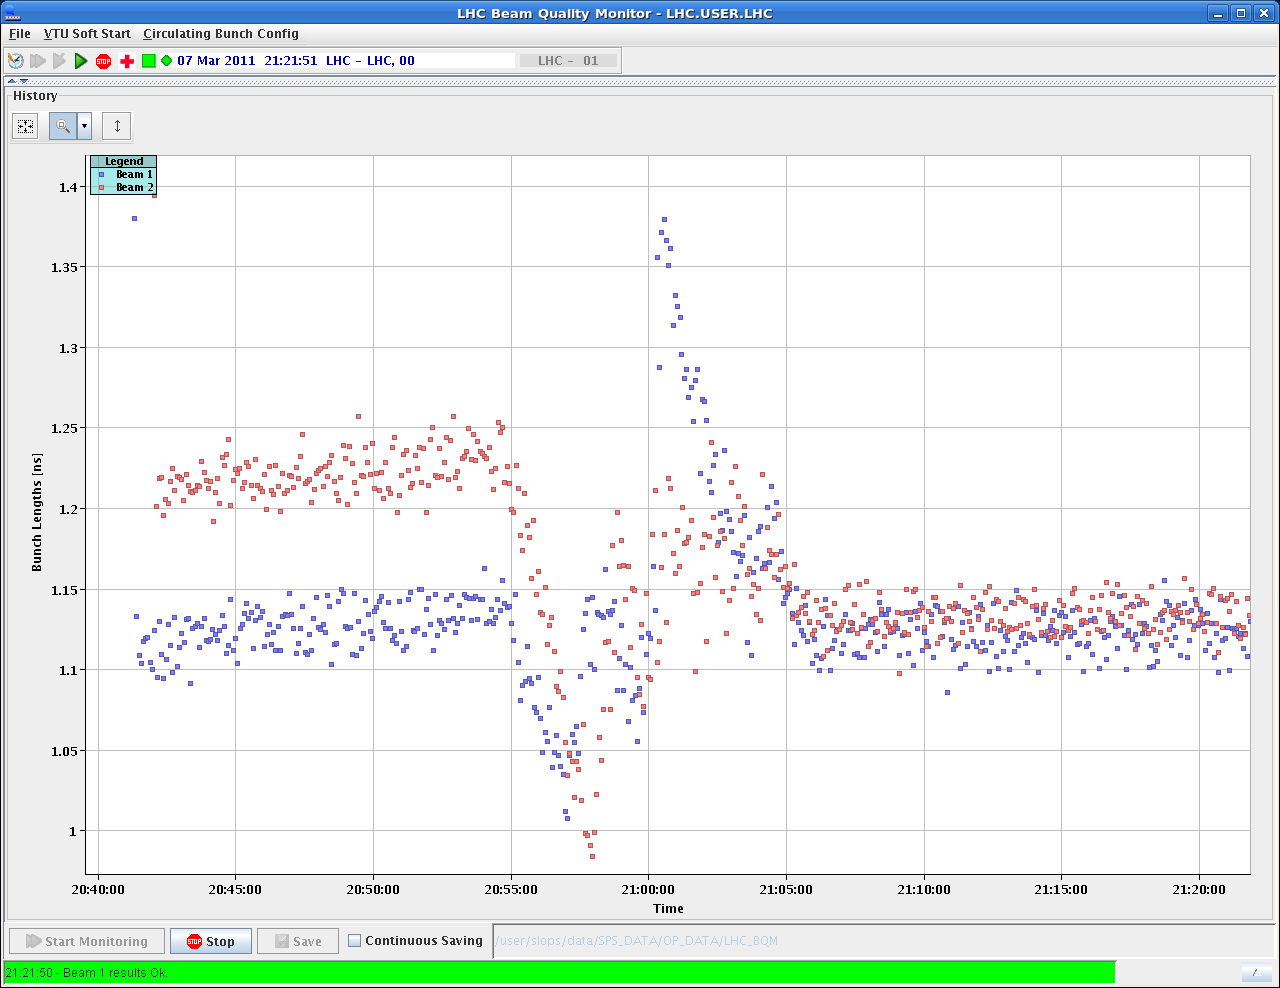 LHC Beam Quality Monitor - LHC.USER.LHC
File VTU Soft Start Circulating Bunch Config
STOP 07 Mar 2011 21:21:51 LHC - LHC, 00 LHC - 01
History
Legend
Beam 1
Beam 2
1.4
1.35
1.3
1.25
1.2
1.15
1.1
1.05
1
Bunch Lengths [ns]
20:40:00 20:45:00 20:50:00 20:55:00 21:00:00 21:05:00 21:10:00 21:15:00 21:20:00
Time
Start Monitoring STOP Stop Save Continuous Saving /user/slops/data/SPS_DATA/OP_DATA/LHC_BQM
21:21:50 - Beam 1 results Ok.